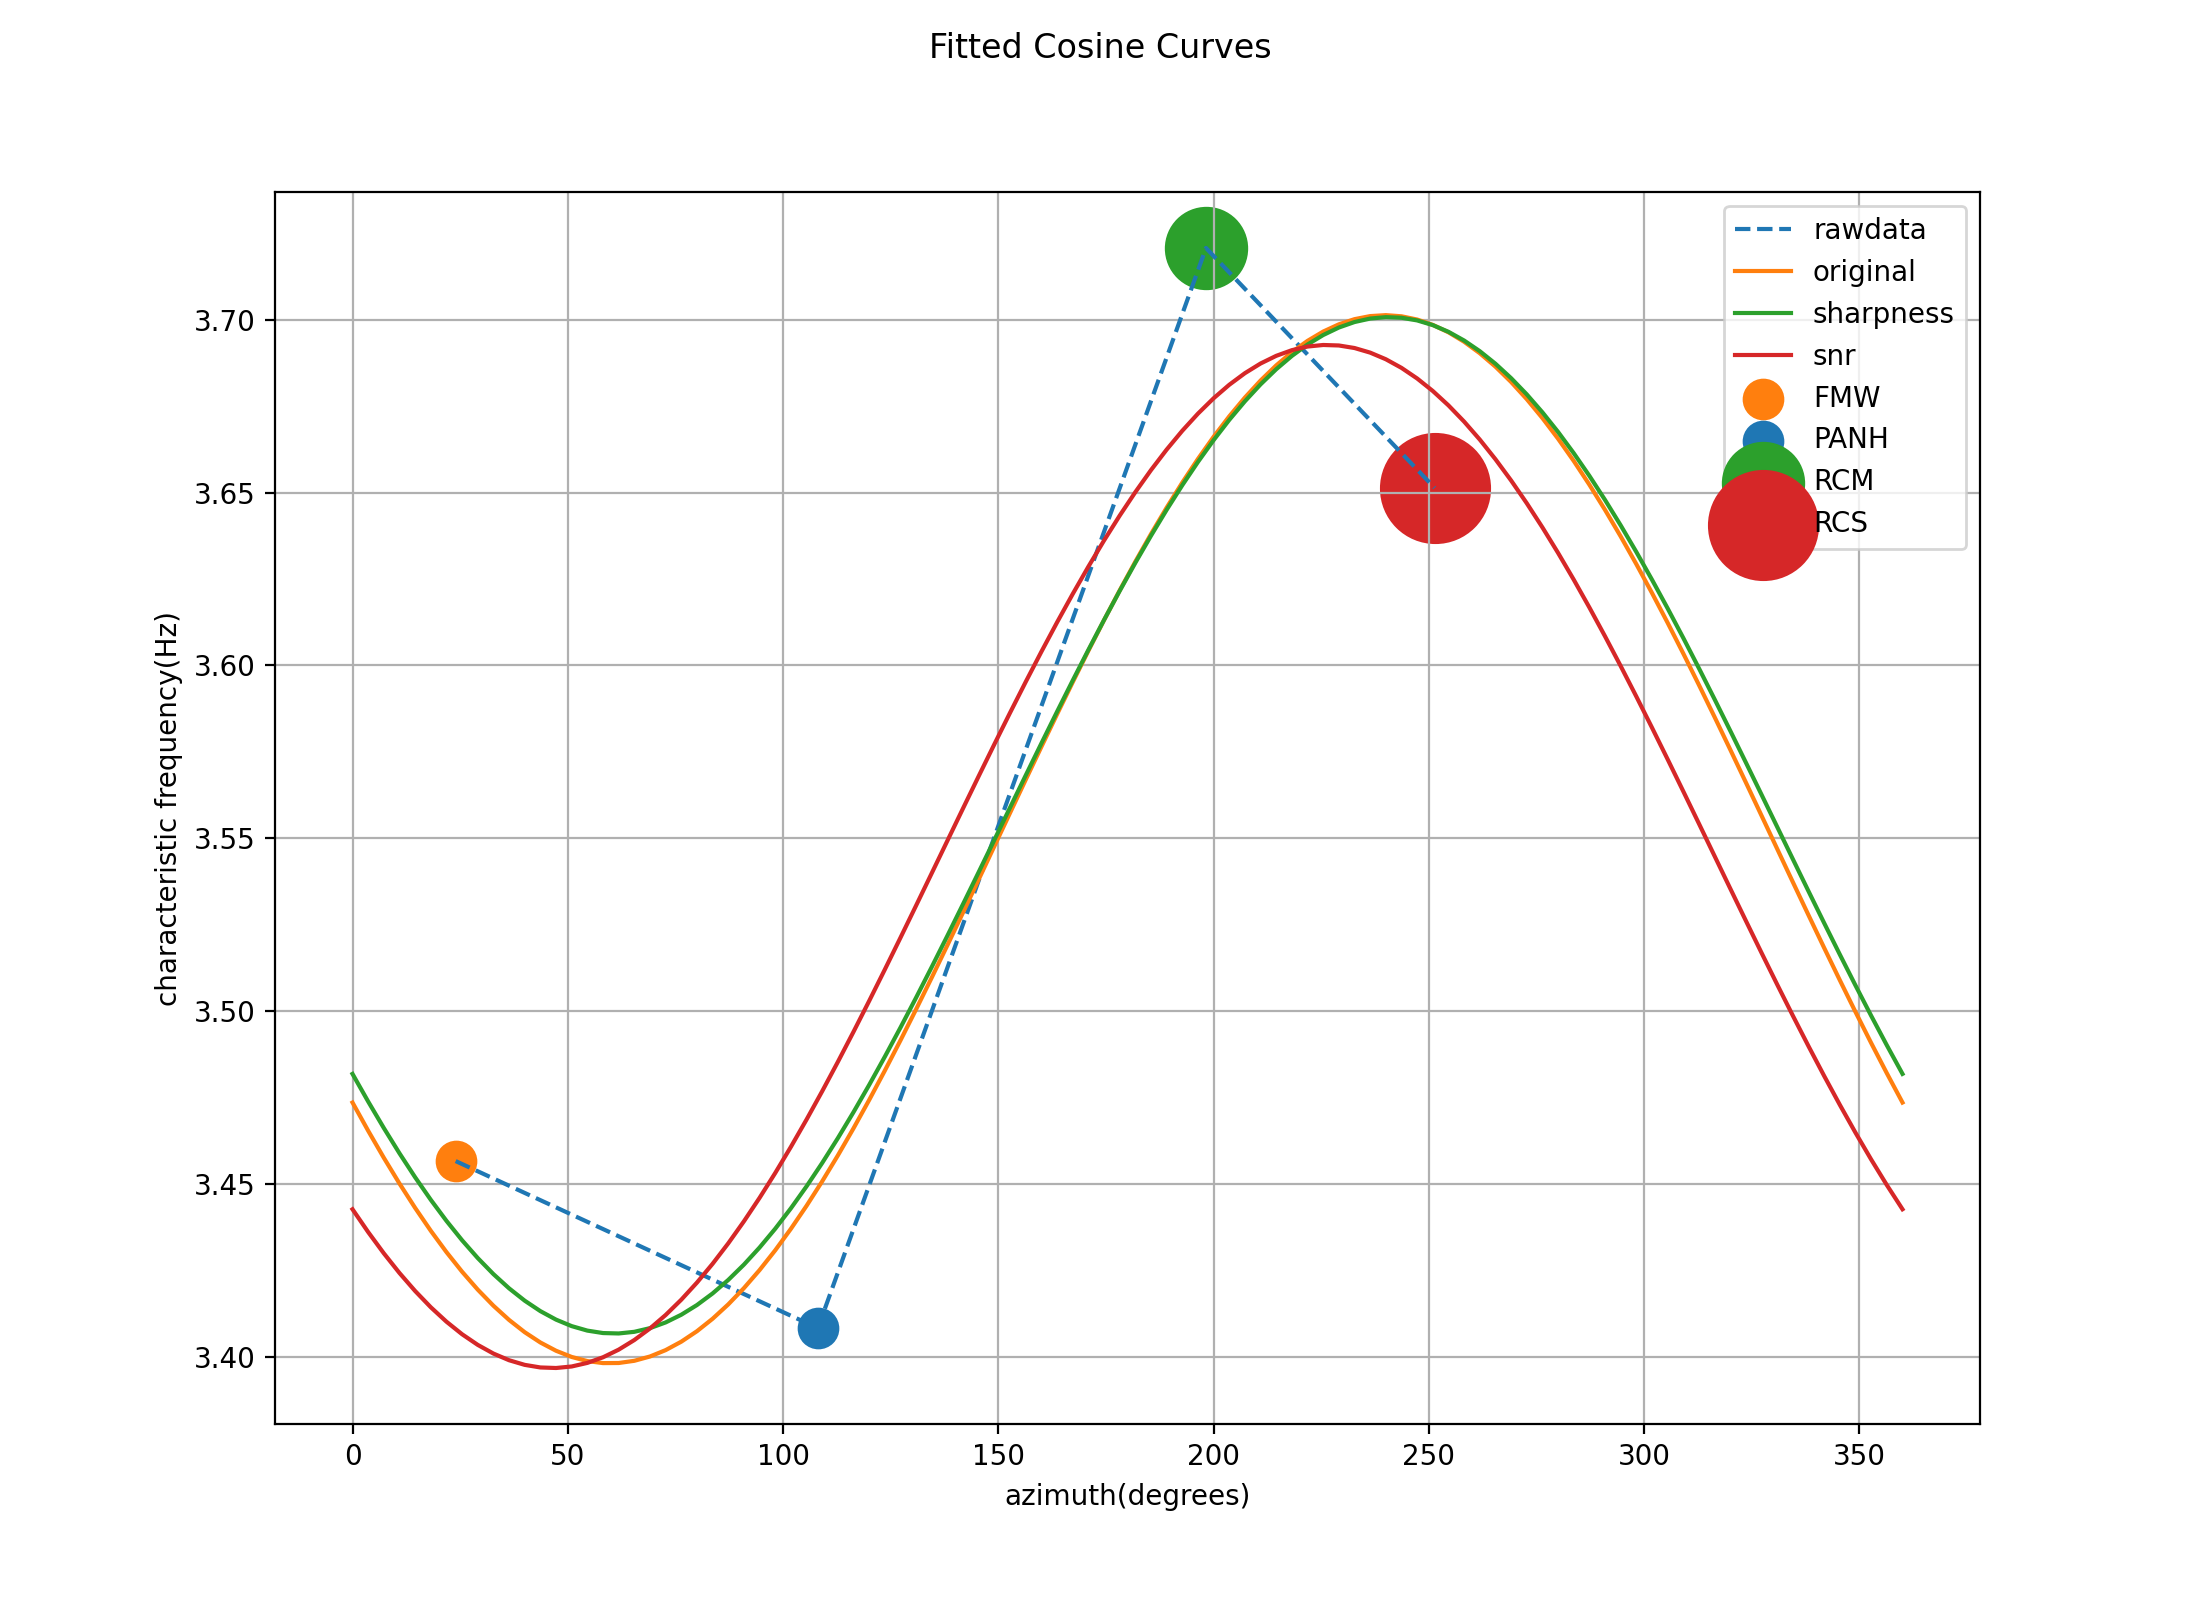 Fitted Cosine Curves
rawdata
original
sharpness
snr
FMW
PANH
RCM
RCS
3.70
3.65
3.60
3.55
3.50
3.45
3.40
characteristic frequency(Hz)
0 50 100 150 200 250 300 350
azimuth(degrees)